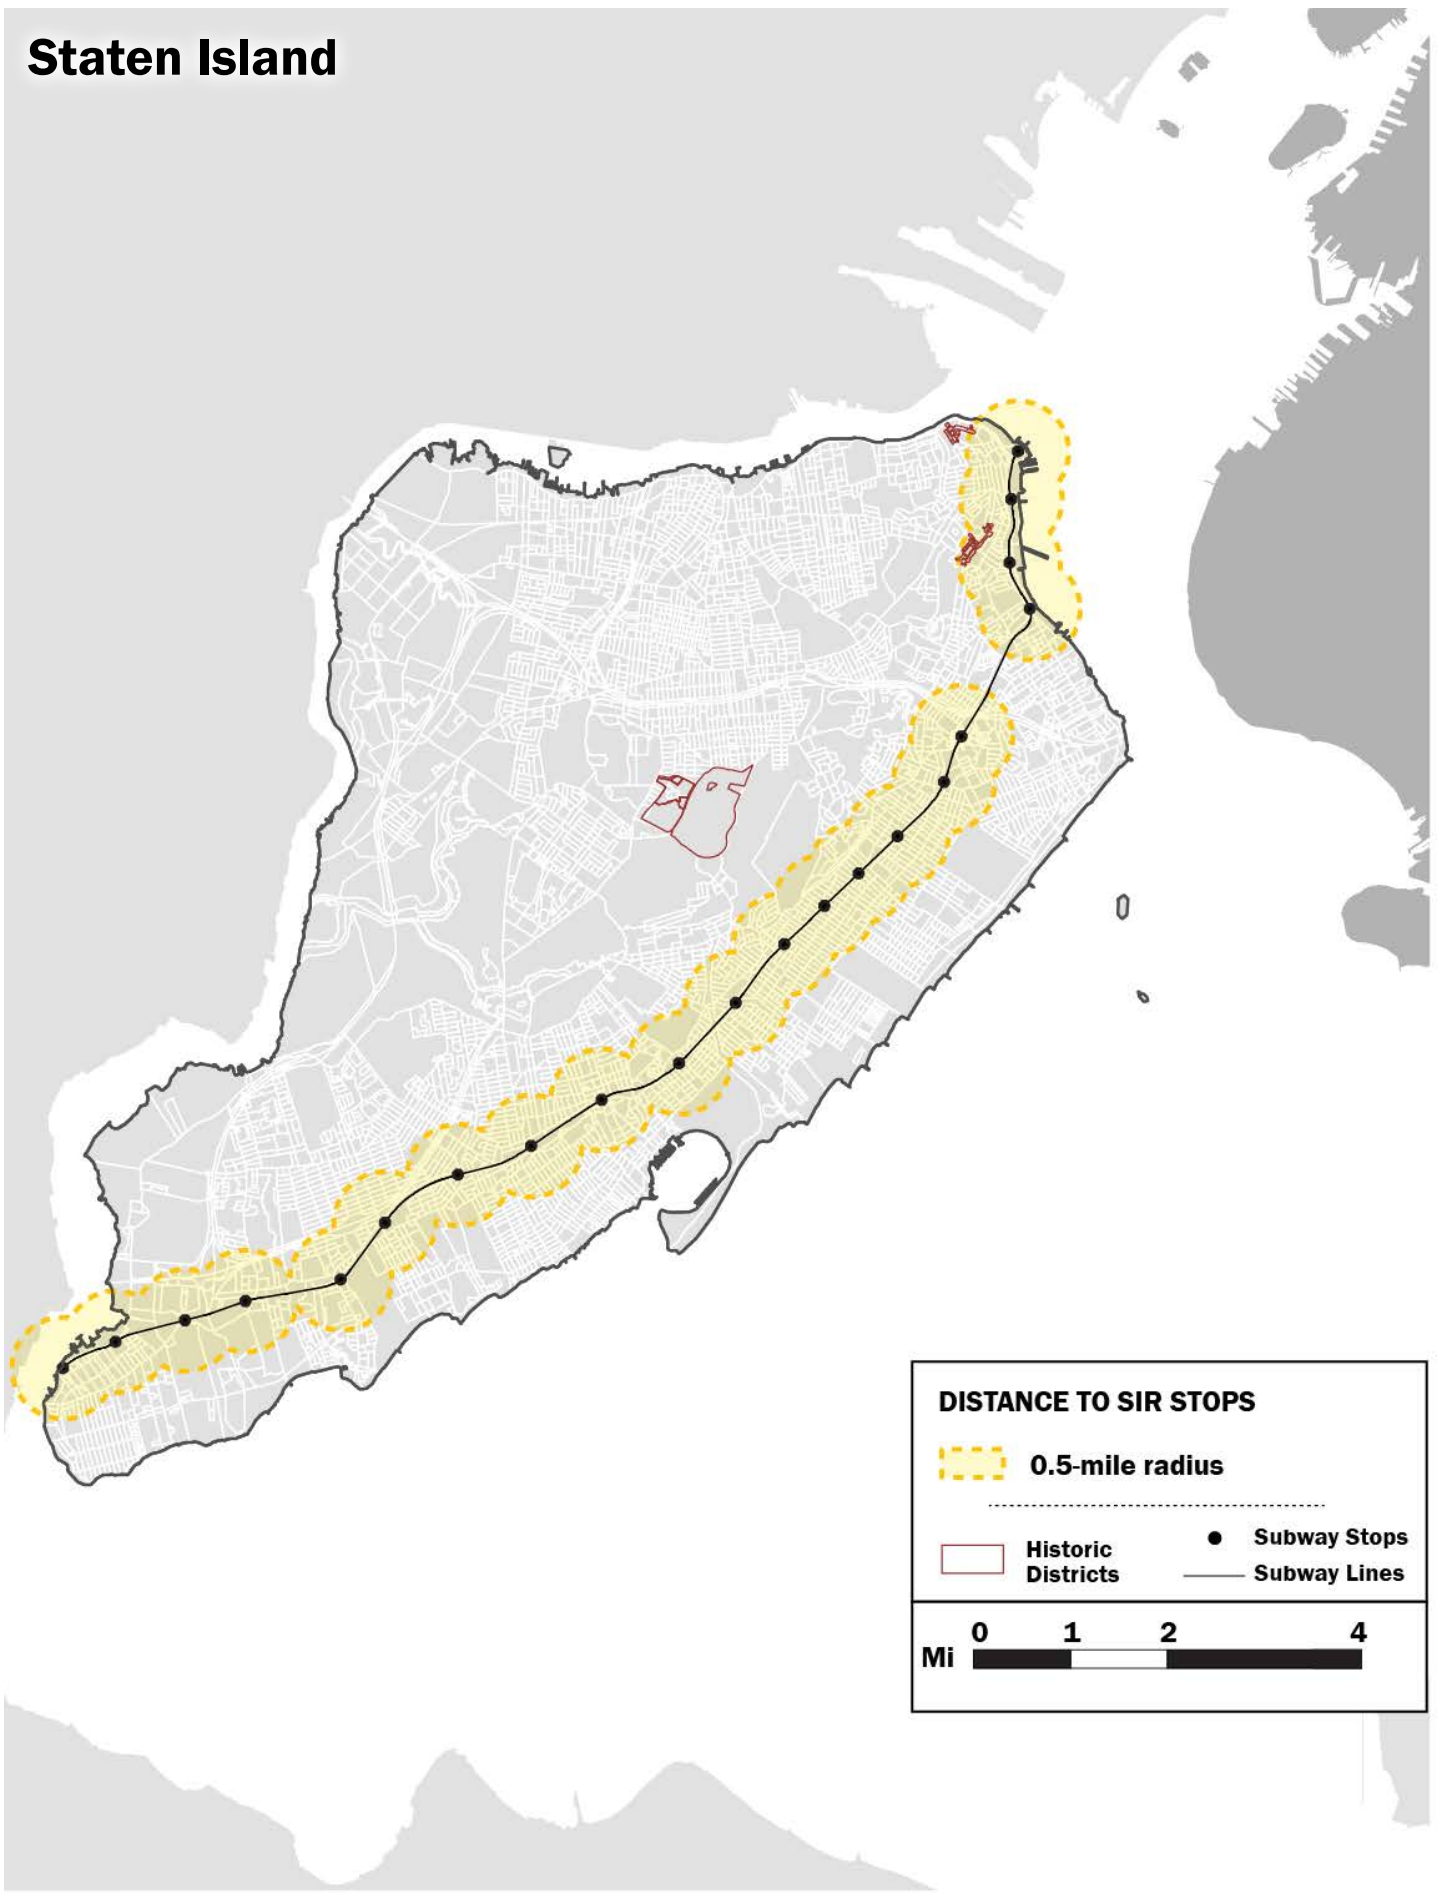 Staten Island
DISTANCE TO SIR STOPS
0.5-mile radius
Historic
Districts
Subway Stops
Subway Lines
0 1 2 4
Mi